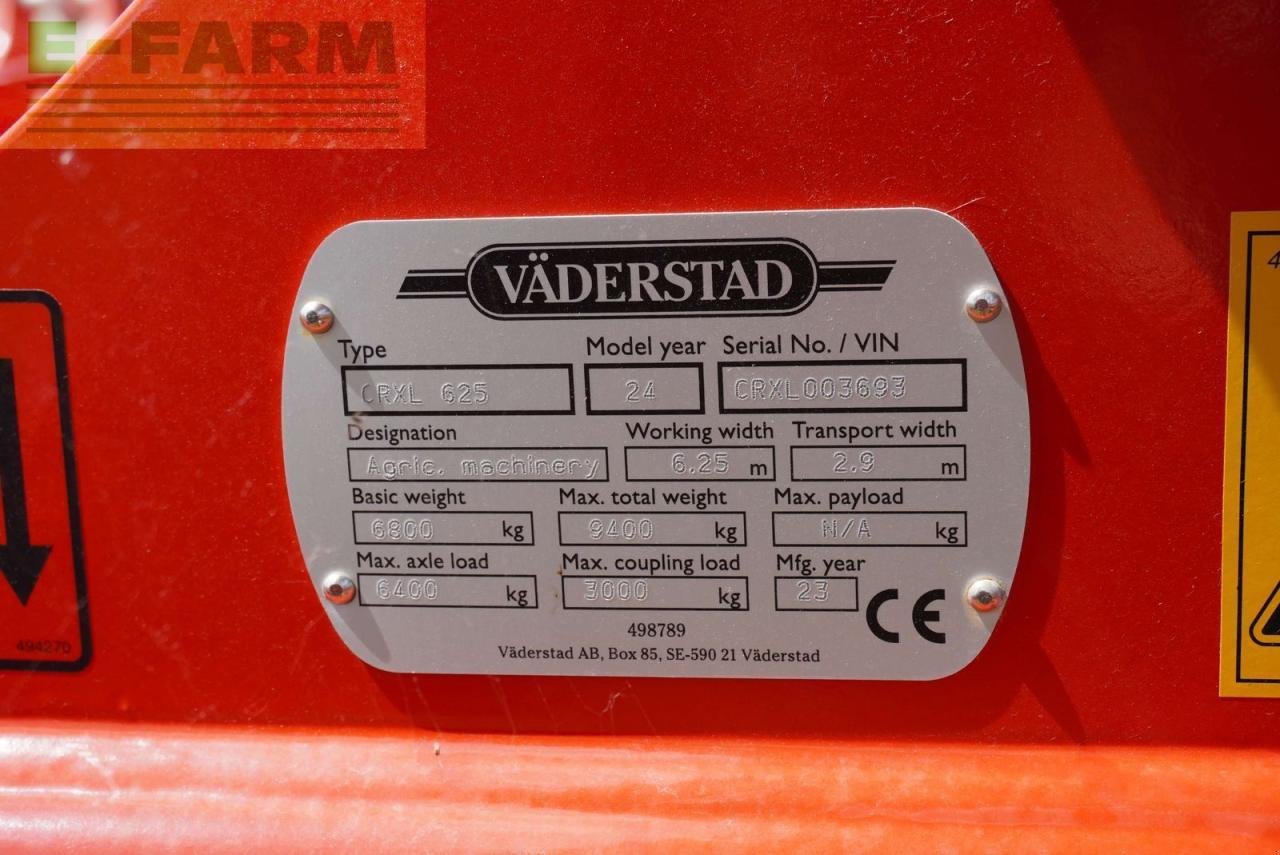 E-FARM
VÄDERSTAD
Type Model year Serial No. / VIN
CRXL 625 24 CRXL003693
Designation Working width Transport width
Agric. machinery 6.25 m 2.9 m
Basic weight Max. total weight Max. payload
6800 kg 9400 kg N/A kg
Max. axle load Max. coupling load Mfg. year
6400 kg 3000 kg 23
CE
498789
Väderstad AB, Box 85, SE-590 21 Väderstad
494270
4